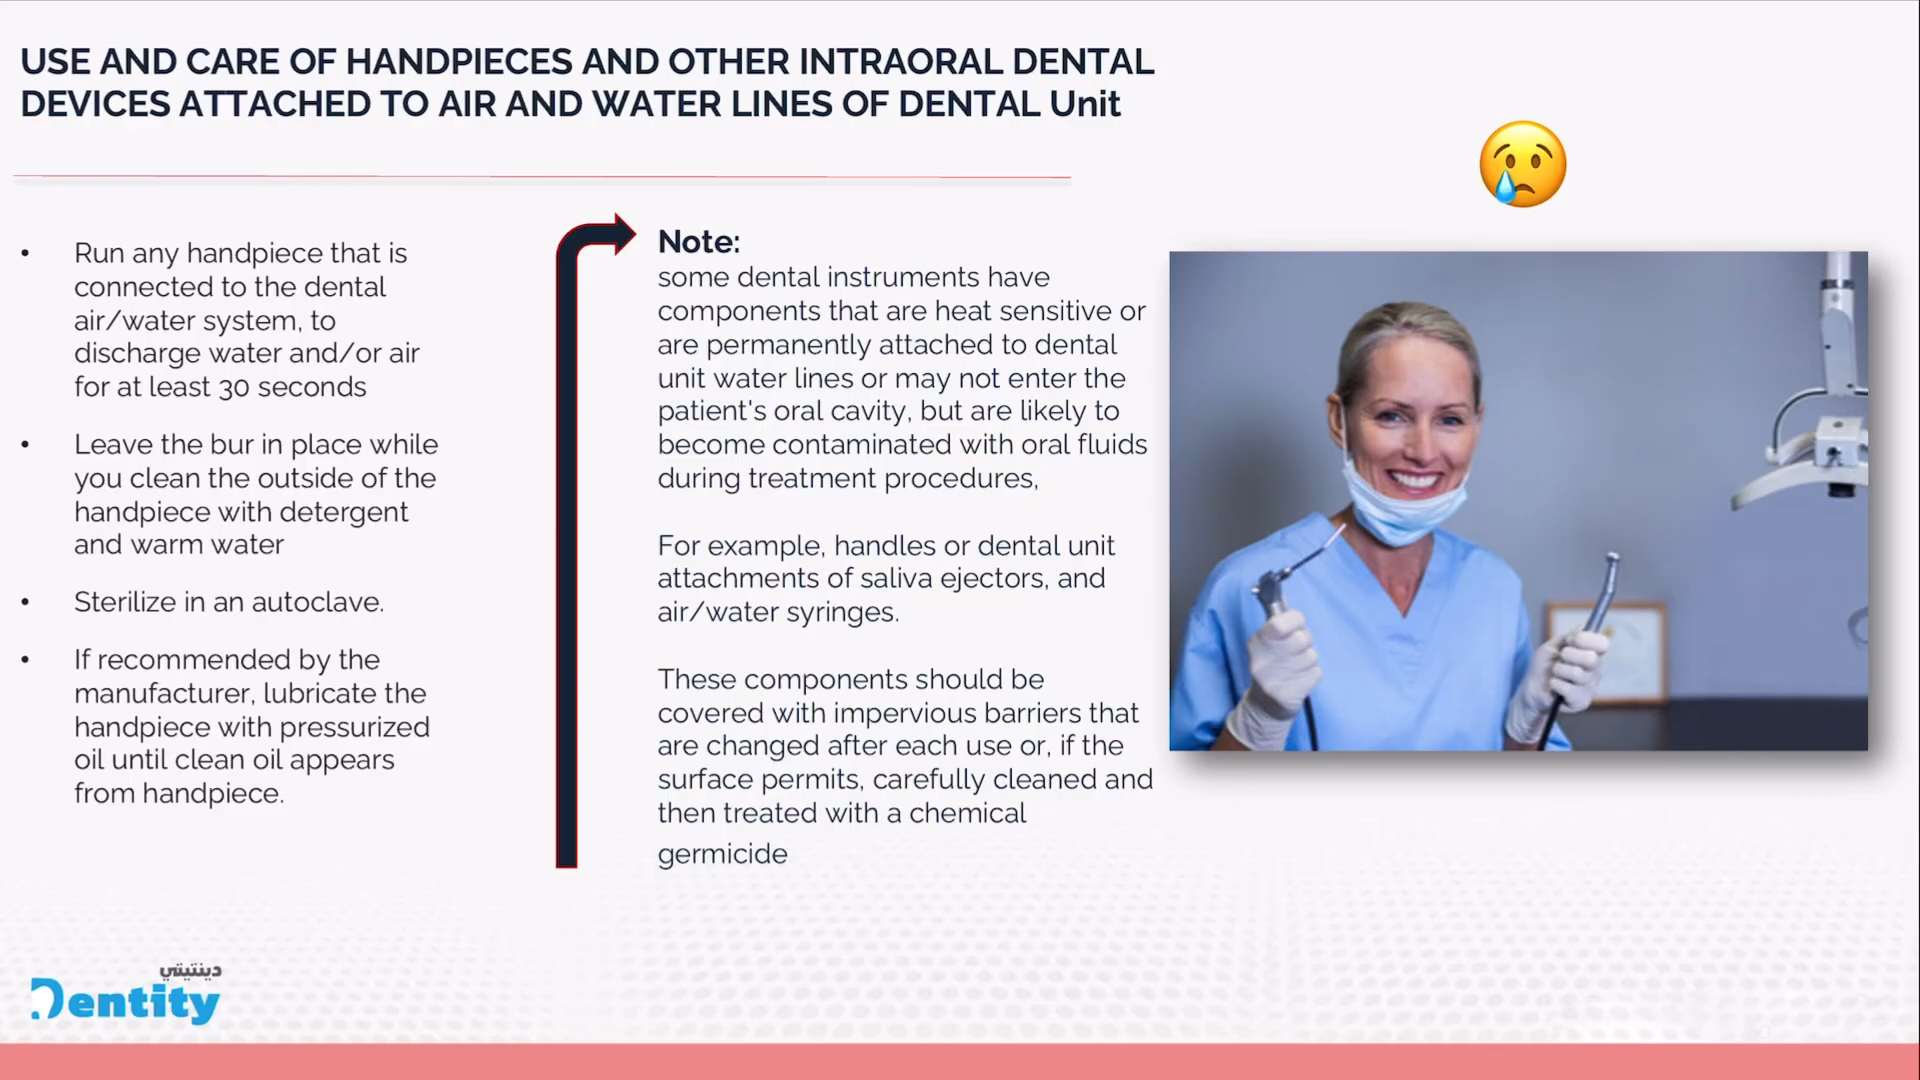 USE AND CARE OF HANDPIECES AND OTHER INTRAORAL DENTAL
DEVICES ATTACHED TO AIR AND WATER LINES OF DENTAL Unit
• Run any handpiece that is
connected to the dental
air/water system, to
discharge water and/or air
for at least 30 seconds
• Leave the bur in place while
you clean the outside of the
handpiece with detergent
and warm water
• Sterilize in an autoclave.
• If recommended by the
manufacturer, lubricate the
handpiece with pressurized
oil until clean oil appears
from handpiece.
Note:
some dental instruments have
components that are heat sensitive or
are permanently attached to dental
unit water lines or may not enter the
patient's oral cavity, but are likely to
become contaminated with oral fluids
during treatment procedures,
For example, handles or dental unit
attachments of saliva ejectors, and
air/water syringes.
These components should be
covered with impervious barriers that
are changed after each use or, if the
surface permits, carefully cleaned and
then treated with a chemical
germicide
دينتيتي
Dentity